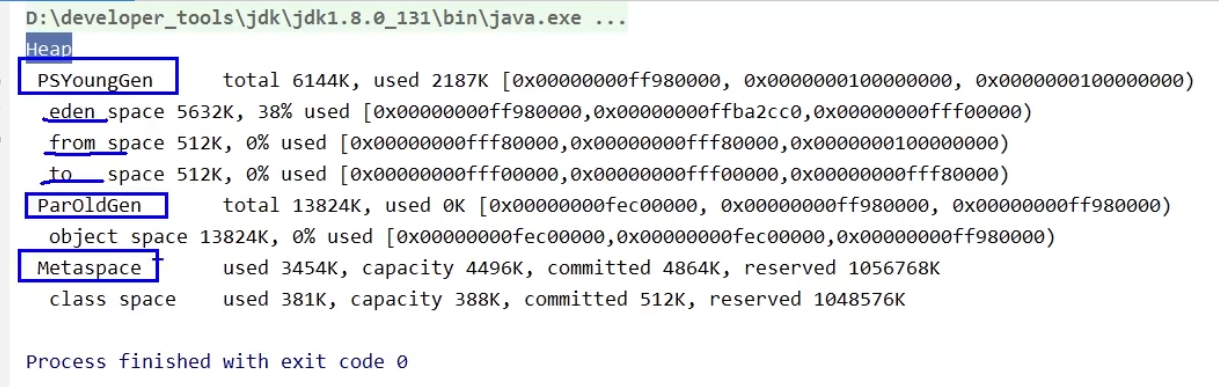 D:\developer_tools\jdk\jdk1.8.0_131\bin\java.exe ...
Heap
PSYoungGen total 6144K, used 2187K [0x00000000ff980000, 0x0000000100000000, 0x0000000100000000)
eden space 5632K, 38% used [0x00000000ff980000,0x00000000ffba2cc0,0x00000000fff00000)
from space 512K, 0% used [0x00000000fff80000,0x00000000fff80000,0x0000000100000000)
to space 512K, 0% used [0x00000000fff00000,0x00000000fff00000,0x00000000fff80000)
ParOldGen total 13824K, used 0K [0x00000000fec00000, 0x00000000ff980000, 0x00000000ff980000)
object space 13824K, 0% used [0x00000000fec00000,0x00000000fec00000,0x00000000ff980000)
Metaspace used 3454K, capacity 4496K, committed 4864K, reserved 1056768K
class space used 381K, capacity 388K, committed 512K, reserved 1048576K
Process finished with exit code 0